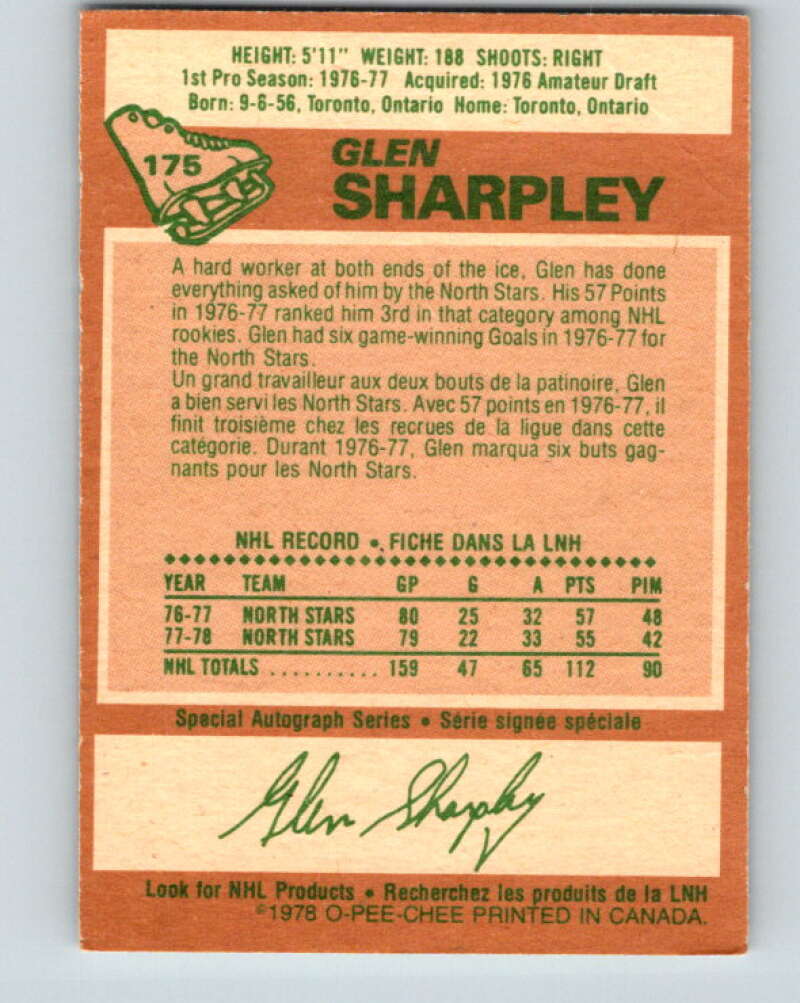 HEIGHT: 5'11" WEIGHT: 188 SHOOTS: RIGHT
1st Pro Season: 1976-77 Acquired: 1976 Amateur Draft
Born: 9-6-56, Toronto, Ontario Home: Toronto, Ontario
175
GLEN
SHARPLEY
A hard worker at both ends of the ice, Glen has done
everything asked of him by the North Stars. His 57 Points
in 1976-77 ranked him 3rd in that category among NHL
rookies. Glen had six game-winning Goals in 1976-77 for
the North Stars.
Un grand travailleur aux deux bouts de la patinoire, Glen
a bien servi les North Stars. Avec 57 points en 1976-77, il
finit troisième chez les recrues de la ligue dans cette
catégorie. Durant 1976-77, Glen marqua six buts gag-
nants pour les North Stars.
NHL RECORD • FICHE DANS LA LNH
YEAR TEAM GP G A PTS PIM
76-77 NORTH STARS 80 25 32 57 48
77-78 NORTH STARS 79 22 33 55 42
NHL TOTALS .......... 159 47 65 112 90
Special Autograph Series • Série signée spéciale
Glen Sharpley
Look for NHL Products • Recherchez les produits de la LNH
©1978 O-PEE-CHEE PRINTED IN CANADA.